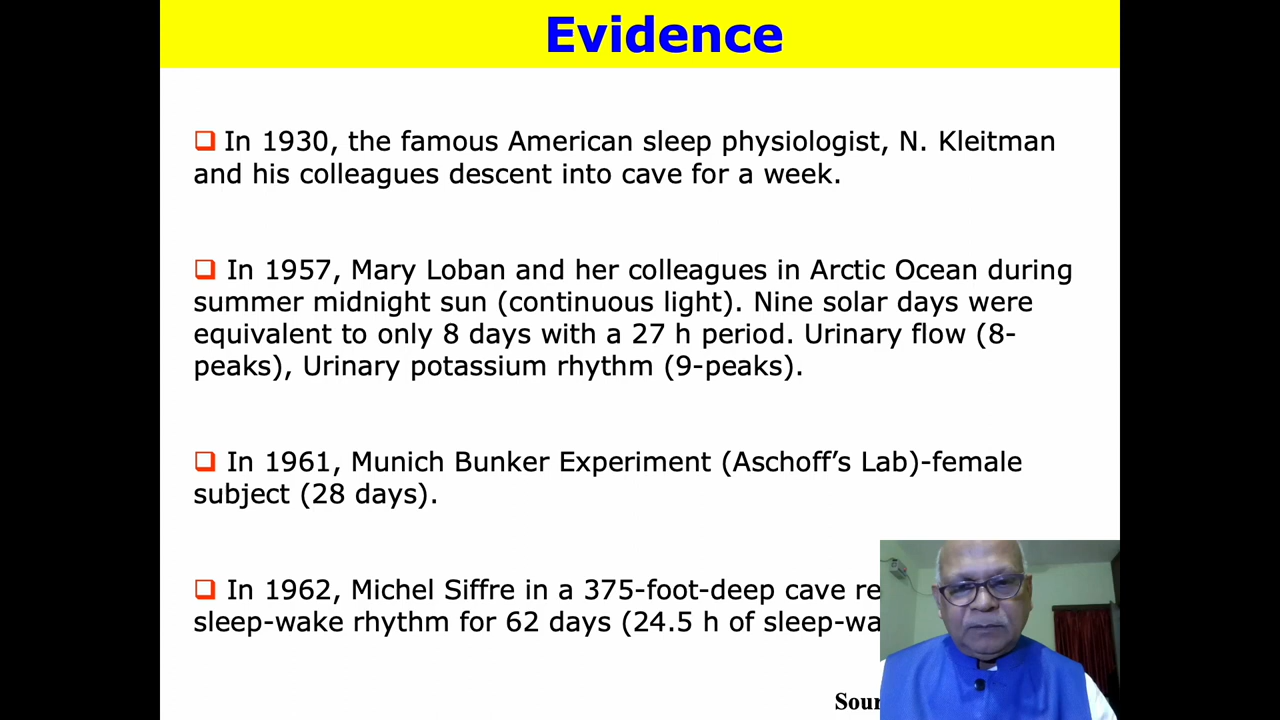 Evidence
In 1930, the famous American sleep physiologist, N. Kleitman
and his colleagues descent into cave for a week.
In 1957, Mary Loban and her colleagues in Arctic Ocean during
summer midnight sun (continuous light). Nine solar days were
equivalent to only 8 days with a 27 h period. Urinary flow (8-
peaks), Urinary potassium rhythm (9-peaks).
In 1961, Munich Bunker Experiment (Aschoff’s Lab)-female
subject (28 days).
In 1962, Michel Siffre in a 375-foot-deep cave
sleep-wake rhythm for 62 days (24.5 h of